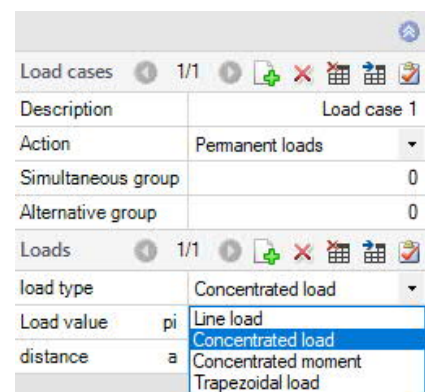 Load cases 1/1
Description Load case 1
Action Permanent loads
Simultaneous group 0
Alternative group 0
Loads 1/1
load type Concentrated load
Load value pi Line load
Concentrated load
distance a Concentrated moment
Trapezoidal load